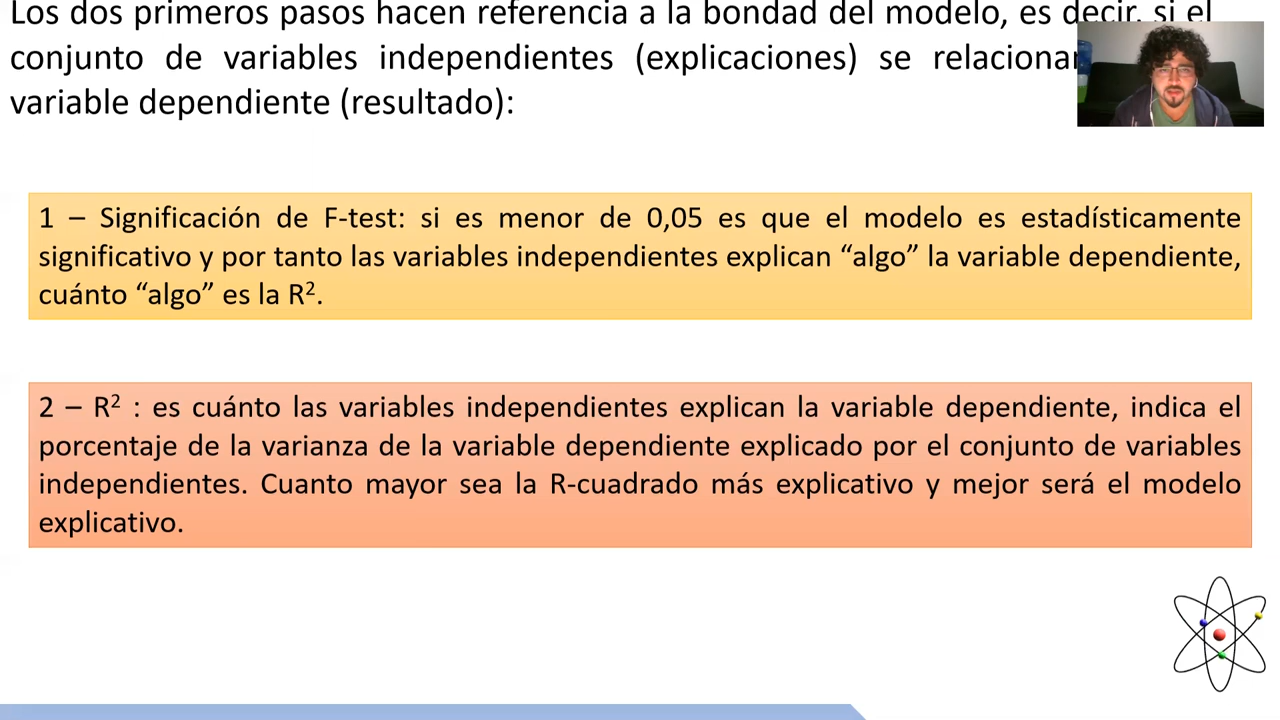 Los dos primeros pasos hacen referencia a la bondad del modelo, es decir, si el
conjunto de variables independientes (explicaciones) se relacionan
variable dependiente (resultado):
1 – Significación de F-test: si es menor de 0,05 es que el modelo es estadísticamente
significativo y por tanto las variables independientes explican “algo” la variable dependiente,
cuánto “algo” es la R².
2 – R² : es cuánto las variables independientes explican la variable dependiente, indica el
porcentaje de la varianza de la variable dependiente explicado por el conjunto de variables
independientes. Cuanto mayor sea la R-cuadrado más explicativo y mejor será el modelo
explicativo.